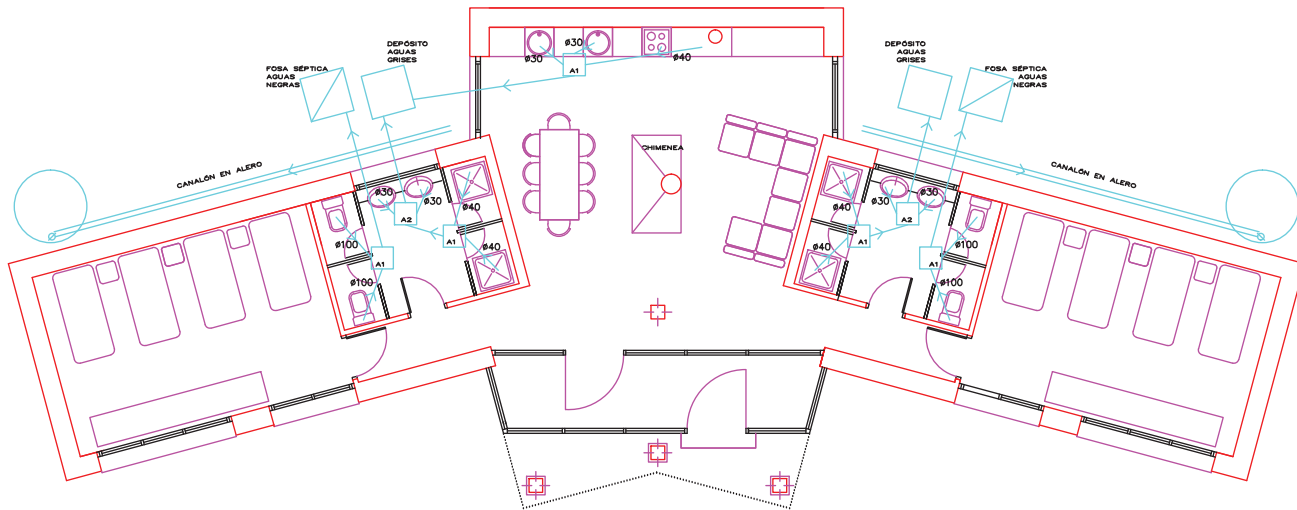 DEPÓSITO
AGUAS
GRISES
FOSA SÉPTICA
AGUAS
NEGRAS
CANALÓN EN ALERO
ø30
ø30
A1
ø40
CHIMENEA
DEPÓSITO
AGUAS
GRISES
FOSA SÉPTICA
AGUAS
NEGRAS
CANALÓN EN ALERO
ø30
ø30
A2
ø40
A1
ø40
ø100
A1
ø100
ø40
ø30
ø30
A2
A1
ø40
ø100
A1
ø100